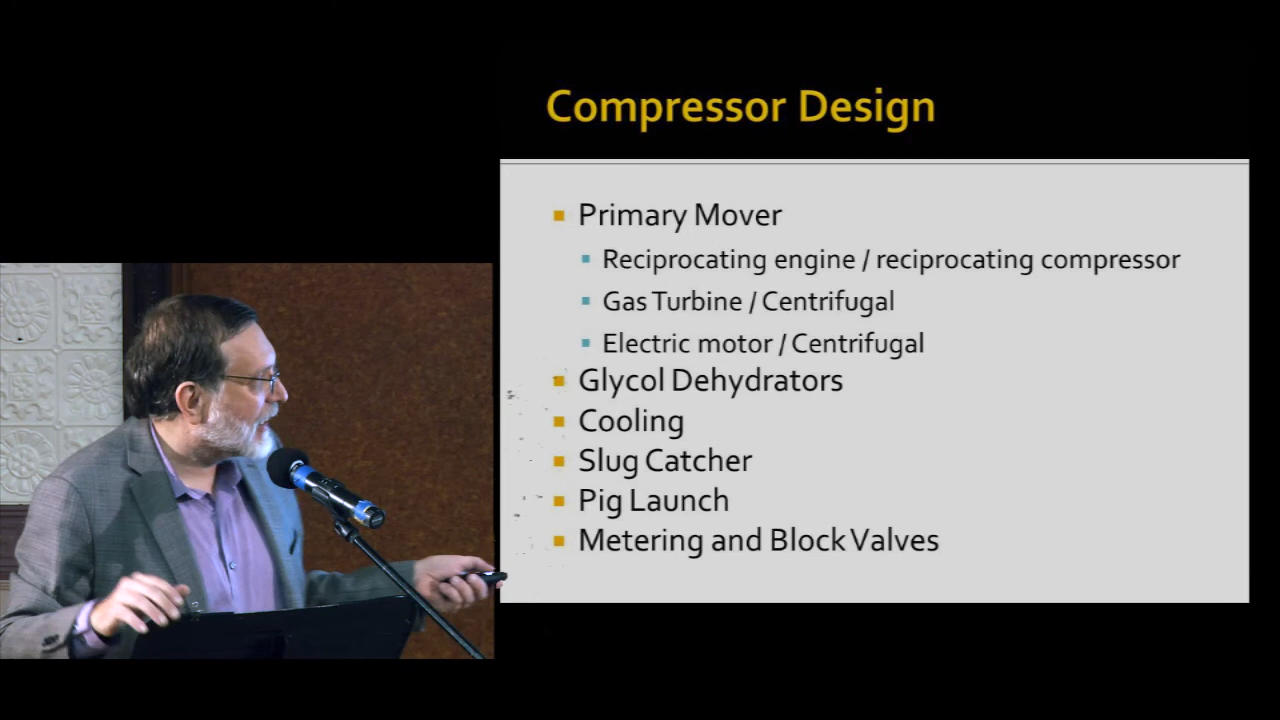 Compressor Design
Primary Mover
Reciprocating engine / reciprocating compressor
Gas Turbine / Centrifugal
Electric motor / Centrifugal
Glycol Dehydrators
Cooling
Slug Catcher
Pig Launch
Metering and Block Valves